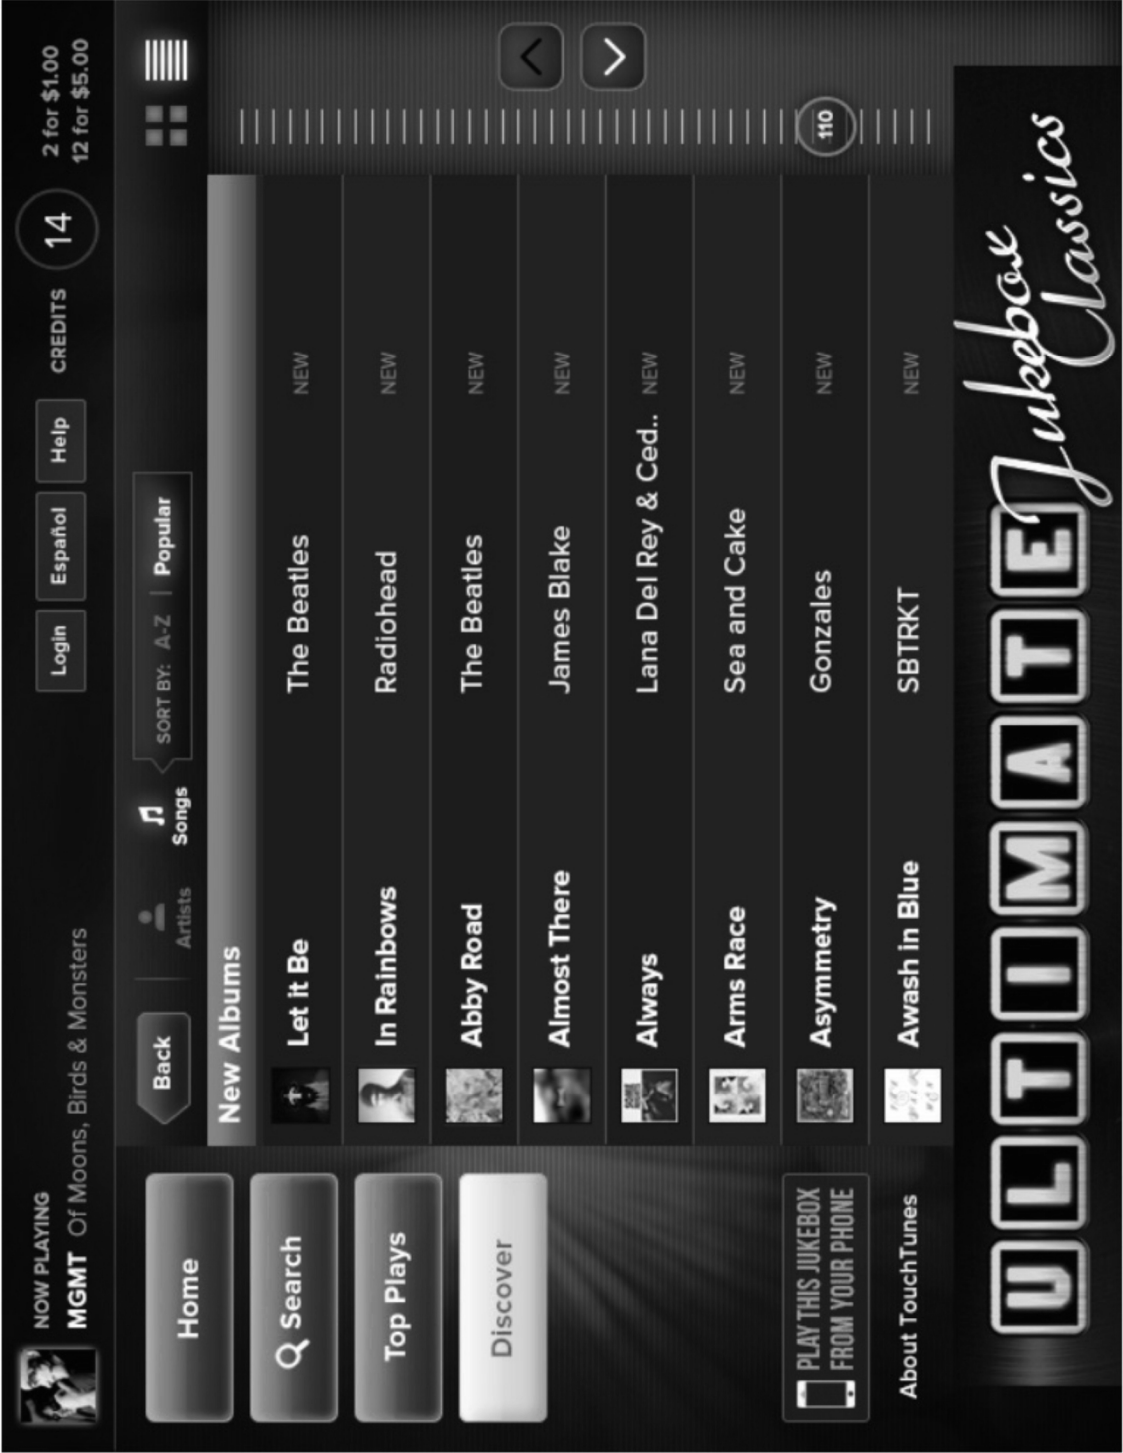 NOW PLAYING
MGMT Of Moons, Birds & Monsters
Login
Español
Help
CREDITS
14
2 for $1.00
12 for $5.00
Home
Search
Top Plays
Discover
PLAY THIS JUKEBOX
FROM YOUR PHONE
About TouchTunes
Back
Artists
Songs
SORT BY: A-Z | Popular
New Albums
Let it Be The Beatles NEW
In Rainbows Radiohead NEW
Abby Road The Beatles NEW
Almost There James Blake NEW
Always Lana Del Rey & Ced.. NEW
Arms Race Sea and Cake NEW
Asymmetry Gonzales NEW
Awash in Blue SBTRKT NEW
110
ULTIMATE Jukebox
Classics